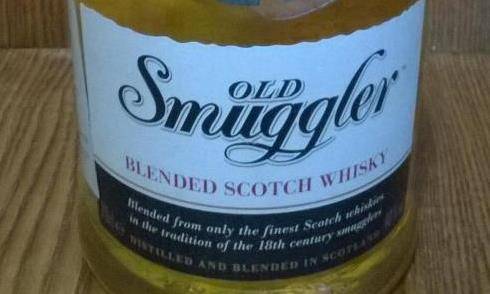 OLD
Smuggler™
BLENDED SCOTCH WHISKY
Blended from only the finest Scotch whiskies
in the tradition of the 18th century smugglers
DISTILLED AND BLENDED IN SCOTLAND